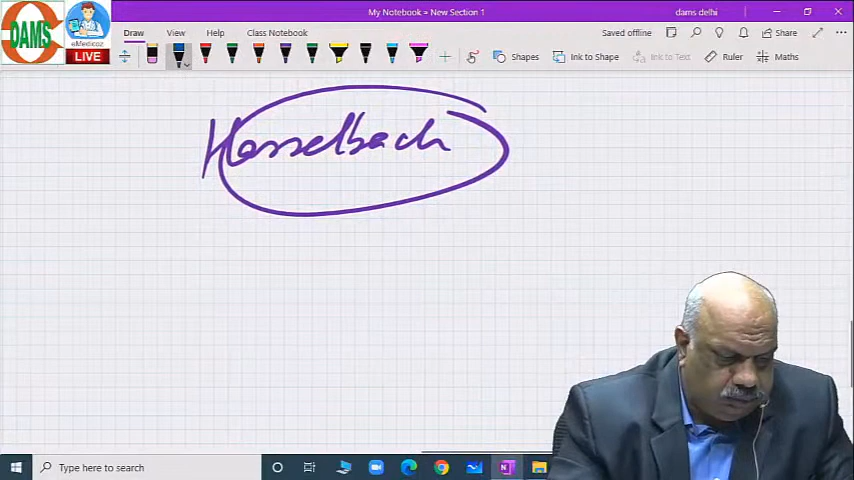 My Notebook > New Section 1
dams delhi
DAMS
eMedicoz
LIVE
Draw
View
Help
Class Notebook
Saved offline
Share
Shapes
Ink to Shape
Ink to Text
Ruler
Maths
Hesselbach
Type here to search